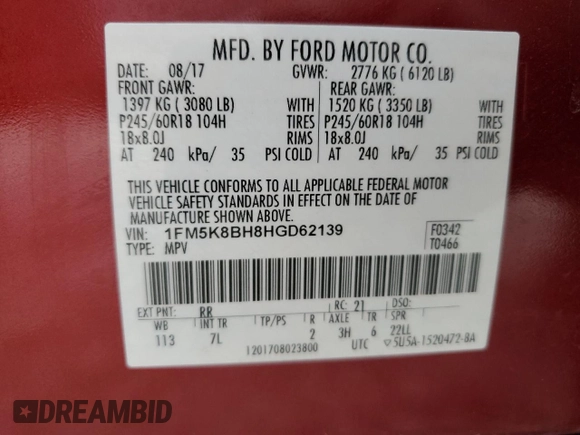 MFD. BY FORD MOTOR CO.
DATE: 08/17 GVWR: 2776 KG ( 6120 LB)
FRONT GAWR: REAR GAWR:
1397 KG ( 3080 LB) WITH 1520 KG ( 3350 LB) WITH
P245/60R18 104H TIRES P245/60R18 104H TIRES
18x8.0J RIMS 18x8.0J RIMS
AT 240 kPa/ 35 PSI COLD AT 240 kPa/ 35 PSI COLD
THIS VEHICLE CONFORMS TO ALL APPLICABLE FEDERAL MOTOR
VEHICLE SAFETY STANDARDS IN EFFECT ON THE DATE OF
MANUFACTURE SHOWN ABOVE.
VIN: 1FM5K8BH8HGD62139 F0342
TYPE: MPV T0466
EXT PNT: RR RC: 21 DSO:
WB INT TR TP/PS R AXLE TR SPR
113 7L 2 3H 6 22LL
1201708023800 UTC ▽5U5A-1520472-BA
DREAMBID